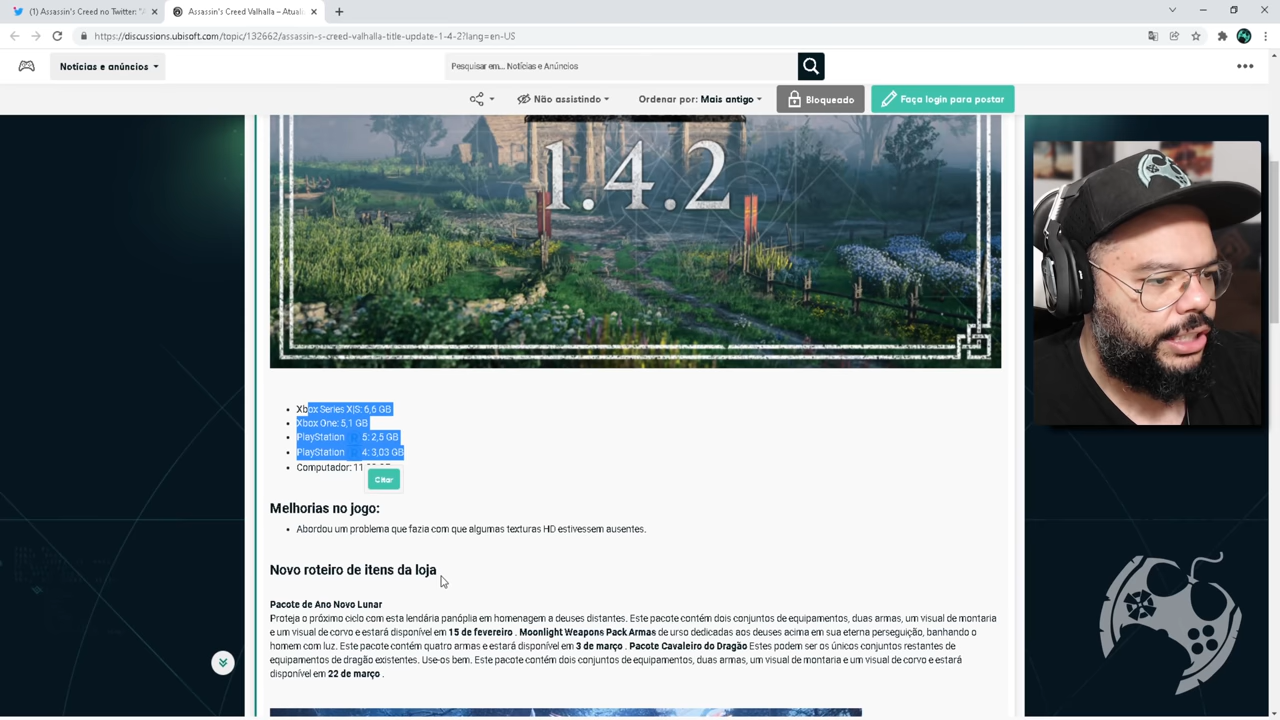 (1) Assassin's Creed no Twitter: "A
Assassin's Creed Valhalla – Atuali
https://discussions.ubisoft.com/topic/132662/assassin-s-creed-valhalla-title-update-1-4-2?lang=en-US
Notícias e anúncios
Pesquisar em... Notícias e Anúncios
Não assistindo
Ordenar por: Mais antigo
Bloqueado
Faça login para postar
1.4.2
Xbox Series X|S: 6,6 GB
Xbox One: 5,1 GB
PlayStation 5: 2,5 GB
PlayStation 4: 3,03 GB
Computador: 11
Citar
Melhorias no jogo:
Abordou um problema que fazia com que algumas texturas HD estivessem ausentes.
Novo roteiro de itens da loja
Pacote de Ano Novo Lunar
Proteja o próximo ciclo com esta lendária panóplia em homenagem a deuses distantes. Este pacote contém dois conjuntos de equipamentos, duas armas, um visual de montaria
e um visual de corvo e estará disponível em 15 de fevereiro . Moonlight Weapons Pack Armas de urso dedicadas aos deuses acima em sua eterna perseguição, banhando o
homem com luz. Este pacote contém quatro armas e estará disponível em 3 de março . Pacote Cavaleiro do Dragão Estes podem ser os únicos conjuntos restantes de
equipamentos de dragão existentes. Use-os bem. Este pacote contém dois conjuntos de equipamentos, duas armas, um visual de montaria e um visual de corvo e estará
disponível em 22 de março .